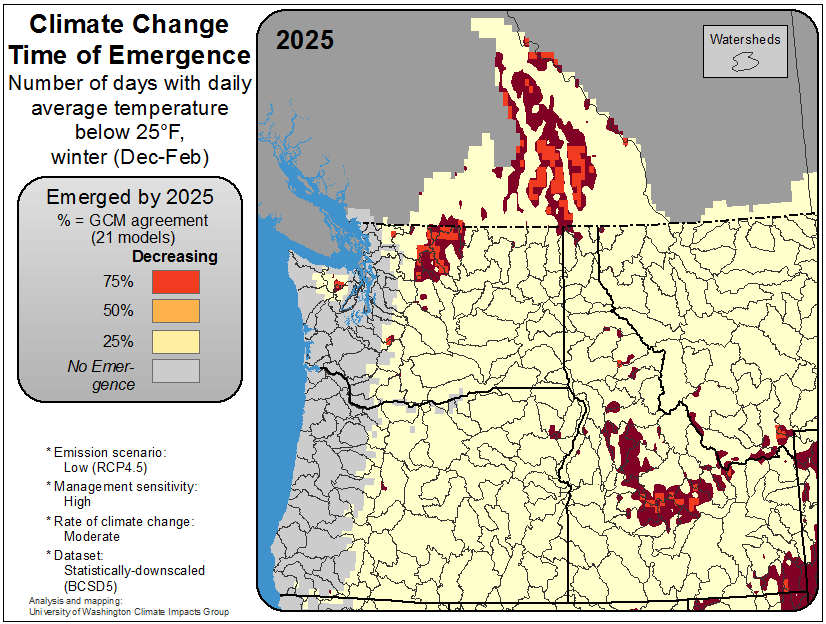 Climate Change
Time of Emergence
Number of days with daily
average temperature
below 25°F,
winter (Dec-Feb)
Emerged by 2025
% = GCM agreement
(21 models)
Decreasing
75%
50%
25%
No Emer-
gence
* Emission scenario:
Low (RCP4.5)
* Management sensitivity:
High
* Rate of climate change:
Moderate
* Dataset:
Statistically-downscaled
(BCSD5)
Analysis and mapping:
University of Washington Climate Impacts Group
2025
Watersheds